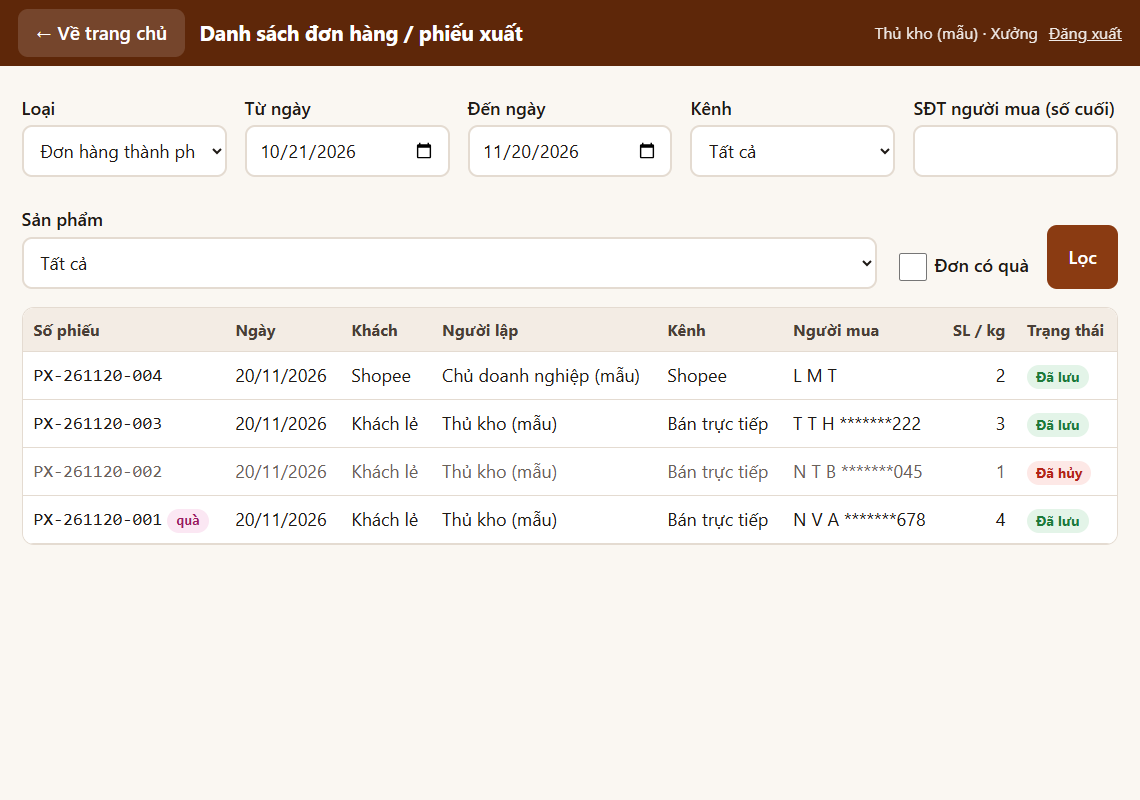 ← Về trang chủ Danh sách đơn hàng / phiếu xuất Thủ kho (mẫu) · Xưởng Đăng xuất
Loại Từ ngày Đến ngày Kênh SĐT người mua (số cuối)
Đơn hàng thành ph 10/21/2026 11/20/2026 Tất cả
Sản phẩm
Tất cả Đơn có quà Lọc
Số phiếu Ngày Khách Người lập Kênh Người mua SL / kg Trạng thái
PX-261120-004 20/11/2026 Shopee Chủ doanh nghiệp (mẫu) Shopee L M T 2 Đã lưu
PX-261120-003 20/11/2026 Khách lẻ Thủ kho (mẫu) Bán trực tiếp T T H *******222 3 Đã lưu
PX-261120-002 20/11/2026 Khách lẻ Thủ kho (mẫu) Bán trực tiếp N T B *******045 1 Đã hủy
PX-261120-001 quà 20/11/2026 Khách lẻ Thủ kho (mẫu) Bán trực tiếp N V A *******678 4 Đã lưu